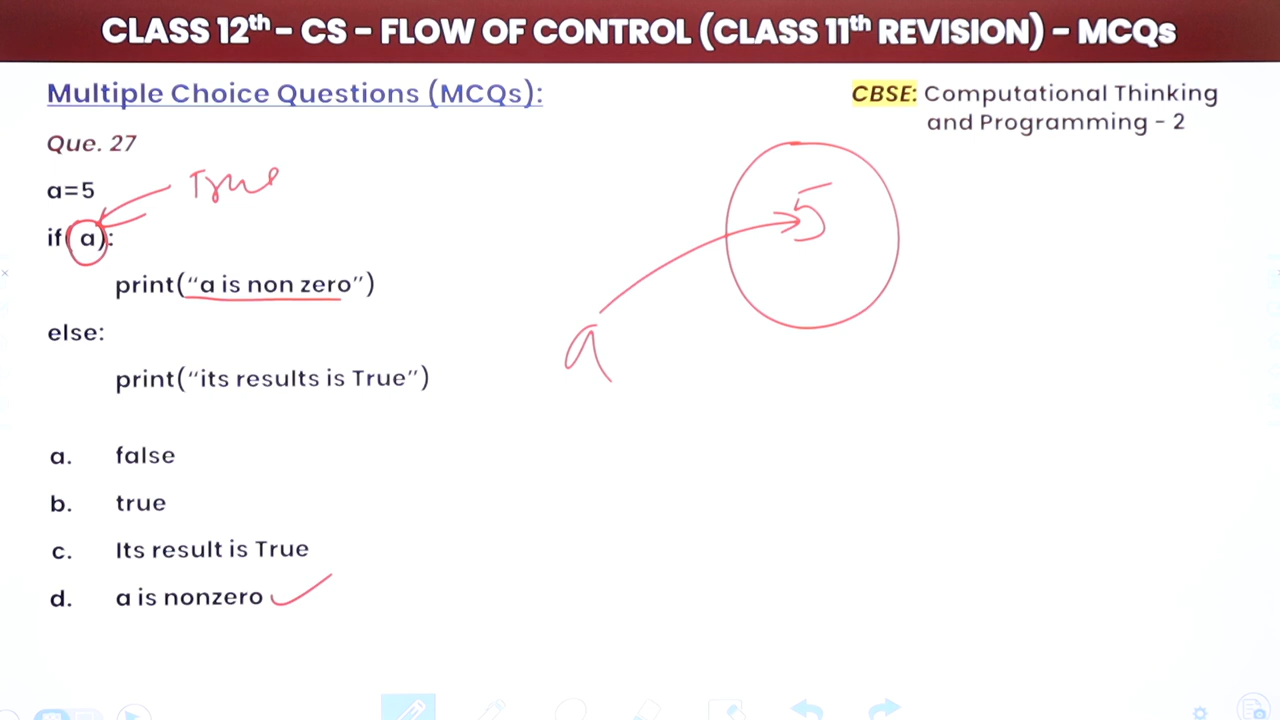 CLASS 12th - CS - FLOW OF CONTROL (CLASS 11th REVISION) - MCQs
Multiple Choice Questions (MCQs):
CBSE: Computational Thinking
and Programming - 2
Que. 27
a=5
True
5
if( a):
print(“a is non zero”)
a
else:
print(“its results is True”)
a. false
b. true
c. Its result is True
d. a is nonzero